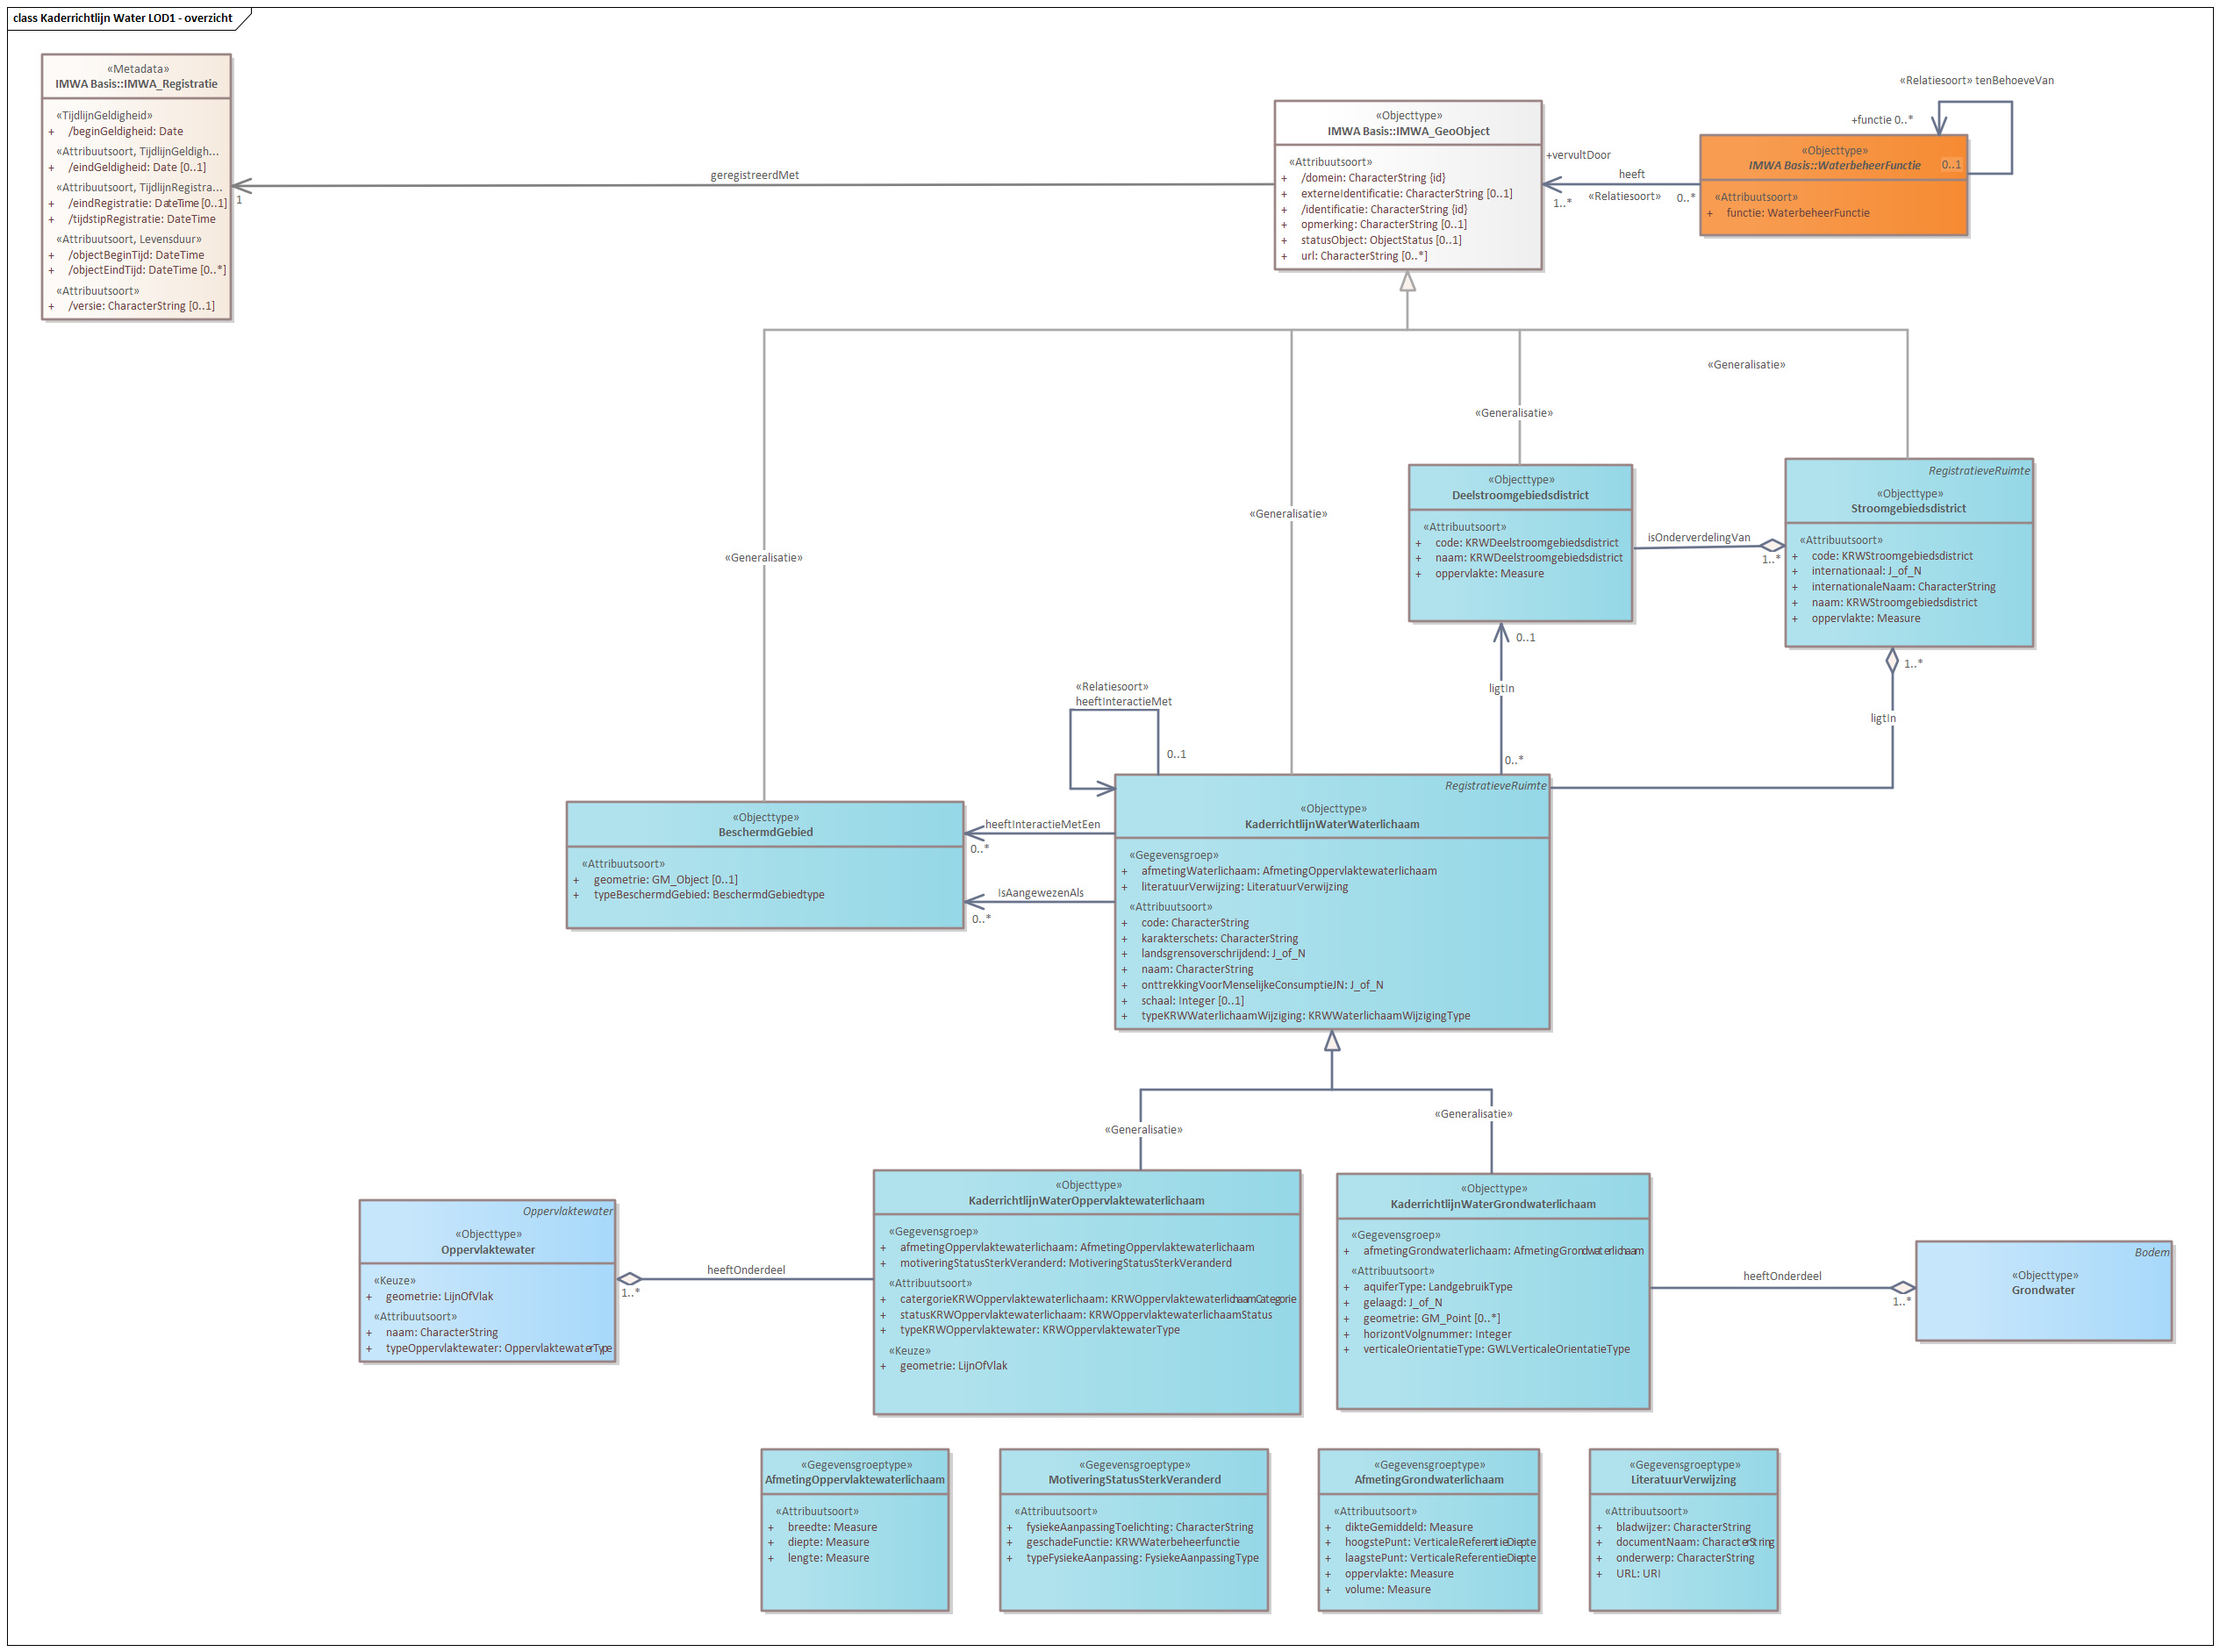 class Kaderrichtlijn Water LOD1 - overzicht
«Metadata»
IMWA Basis::IMWA_Registratie
«TijdlijnGeldigheid»
+ /beginGeldigheid: Date
«Attribuutsoort, TijdlijnGeldigh...
+ /eindGeldigheid: Date [0..1]
«Attribuutsoort, TijdlijnRegistra...
+ /eindRegistratie: DateTime [0..1]
+ /tijdstipRegistratie: DateTime
«Attribuutsoort, Levensduur»
+ /objectBeginTijd: DateTime
+ /objectEindTijd: DateTime [0..*]
«Attribuutsoort»
+ /versie: CharacterString [0..1]
1
geregistreerdMet
«Objecttype»
IMWA Basis::IMWA_GeoObject
«Attribuutsoort»
+ /domein: CharacterString {id}
+ externeIdentificatie: CharacterString [0..1]
+ /identificatie: CharacterString {id}
+ opmerking: CharacterString [0..1]
+ statusObject: ObjectStatus [0..1]
+ url: CharacterString [0..*]
+vervultDoor
1..*
heeft
«Relatiesoort»
0..*
«Relatiesoort» tenBehoeveVan
+functie 0..*
«Objecttype»
IMWA Basis::WaterbeheerFunctie
0..1
«Attribuutsoort»
+ functie: WaterbeheerFunctie
«Generalisatie»
«Generalisatie»
«Generalisatie»
«Generalisatie»
«Objecttype»
Deelstroomgebiedsdistrict
«Attribuutsoort»
+ code: KRWDeelstroomgebiedsdistrict
+ naam: KRWDeelstroomgebiedsdistrict
+ oppervlakte: Measure
isOnderverdelingVan
1..*
RegistratieveRuimte
«Objecttype»
Stroomgebiedsdistrict
«Attribuutsoort»
+ code: KRWStroomgebiedsdistrict
+ internationaal: J_of_N
+ internationaleNaam: CharacterString
+ naam: KRWStroomgebiedsdistrict
+ oppervlakte: Measure
0..1
ligtIn
0..*
1..*
ligtIn
«Relatiesoort»
heeftInteractieMet
0..1
«Objecttype»
BeschermdGebied
«Attribuutsoort»
+ geometrie: GM_Object [0..1]
+ typeBeschermdGebied: BeschermdGebiedtype
heeftInteractieMetEen
0..*
IsAangewezenAls
0..*
RegistratieveRuimte
«Objecttype»
KaderrichtlijnWaterWaterlichaam
«Gegevensgroep»
+ afmetingWaterlichaam: AfmetingOppervlaktewaterlichaam
+ literatuurVerwijzing: LiteratuurVerwijzing
«Attribuutsoort»
+ code: CharacterString
+ karakterschets: CharacterString
+ landsgrensoverschrijdend: J_of_N
+ naam: CharacterString
+ onttrekkingVoorMenselijkeConsumptieJN: J_of_N
+ schaal: Integer [0..1]
+ typeKRWWaterlichaamWijziging: KRWWaterlichaamWijzigingType
«Generalisatie»
«Generalisatie»
Oppervlaktewater
«Objecttype»
Oppervlaktewater
«Keuze»
+ geometrie: LijnOfVlak
«Attribuutsoort»
+ naam: CharacterString
+ typeOppervlaktewater: OppervlaktewaterType
heeftOnderdeel
1..*
«Objecttype»
KaderrichtlijnWaterOppervlaktewaterlichaam
«Gegevensgroep»
+ afmetingOppervlaktewaterlichaam: AfmetingOppervlaktewaterlichaam
+ motiveringStatusSterkVeranderd: MotiveringStatusSterkVeranderd
«Attribuutsoort»
+ catergorieKRWOppervlaktewaterlichaam: KRWOppervlaktewaterlichaamCategorie
+ statusKRWOppervlaktewaterlichaam: KRWOppervlaktewaterlichaamStatus
+ typeKRWOppervlaktewater: KRWOppervlaktewaterType
«Keuze»
+ geometrie: LijnOfVlak
«Objecttype»
KaderrichtlijnWaterGrondwaterlichaam
«Gegevensgroep»
+ afmetingGrondwaterlichaam: AfmetingGrondwaterlichaam
«Attribuutsoort»
+ aquiferType: LandgebruikType
+ gelaagd: J_of_N
+ geometrie: GM_Point [0..*]
+ horizontVolgnummer: Integer
+ verticaleOrientatieType: GWLVerticaleOrientatieType
heeftOnderdeel
1..*
Bodem
«Objecttype»
Grondwater
«Gegevensgroeptype»
AfmetingOppervlaktewaterlichaam
«Attribuutsoort»
+ breedte: Measure
+ diepte: Measure
+ lengte: Measure
«Gegevensgroeptype»
MotiveringStatusSterkVeranderd
«Attribuutsoort»
+ fysiekeAanpassingToelichting: CharacterString
+ geschadeFunctie: KRWWaterbeheerfunctie
+ typeFysiekeAanpassing: FysiekeAanpassingType
«Gegevensgroeptype»
AfmetingGrondwaterlichaam
«Attribuutsoort»
+ dikteGemiddeld: Measure
+ hoogstePunt: VerticaleReferentieDiepte
+ laagstePunt: VerticaleReferentieDiepte
+ oppervlakte: Measure
+ volume: Measure
«Gegevensgroeptype»
LiteratuurVerwijzing
«Attribuutsoort»
+ bladwijzer: CharacterString
+ documentNaam: CharacterString
+ onderwerp: CharacterString
+ URL: URI